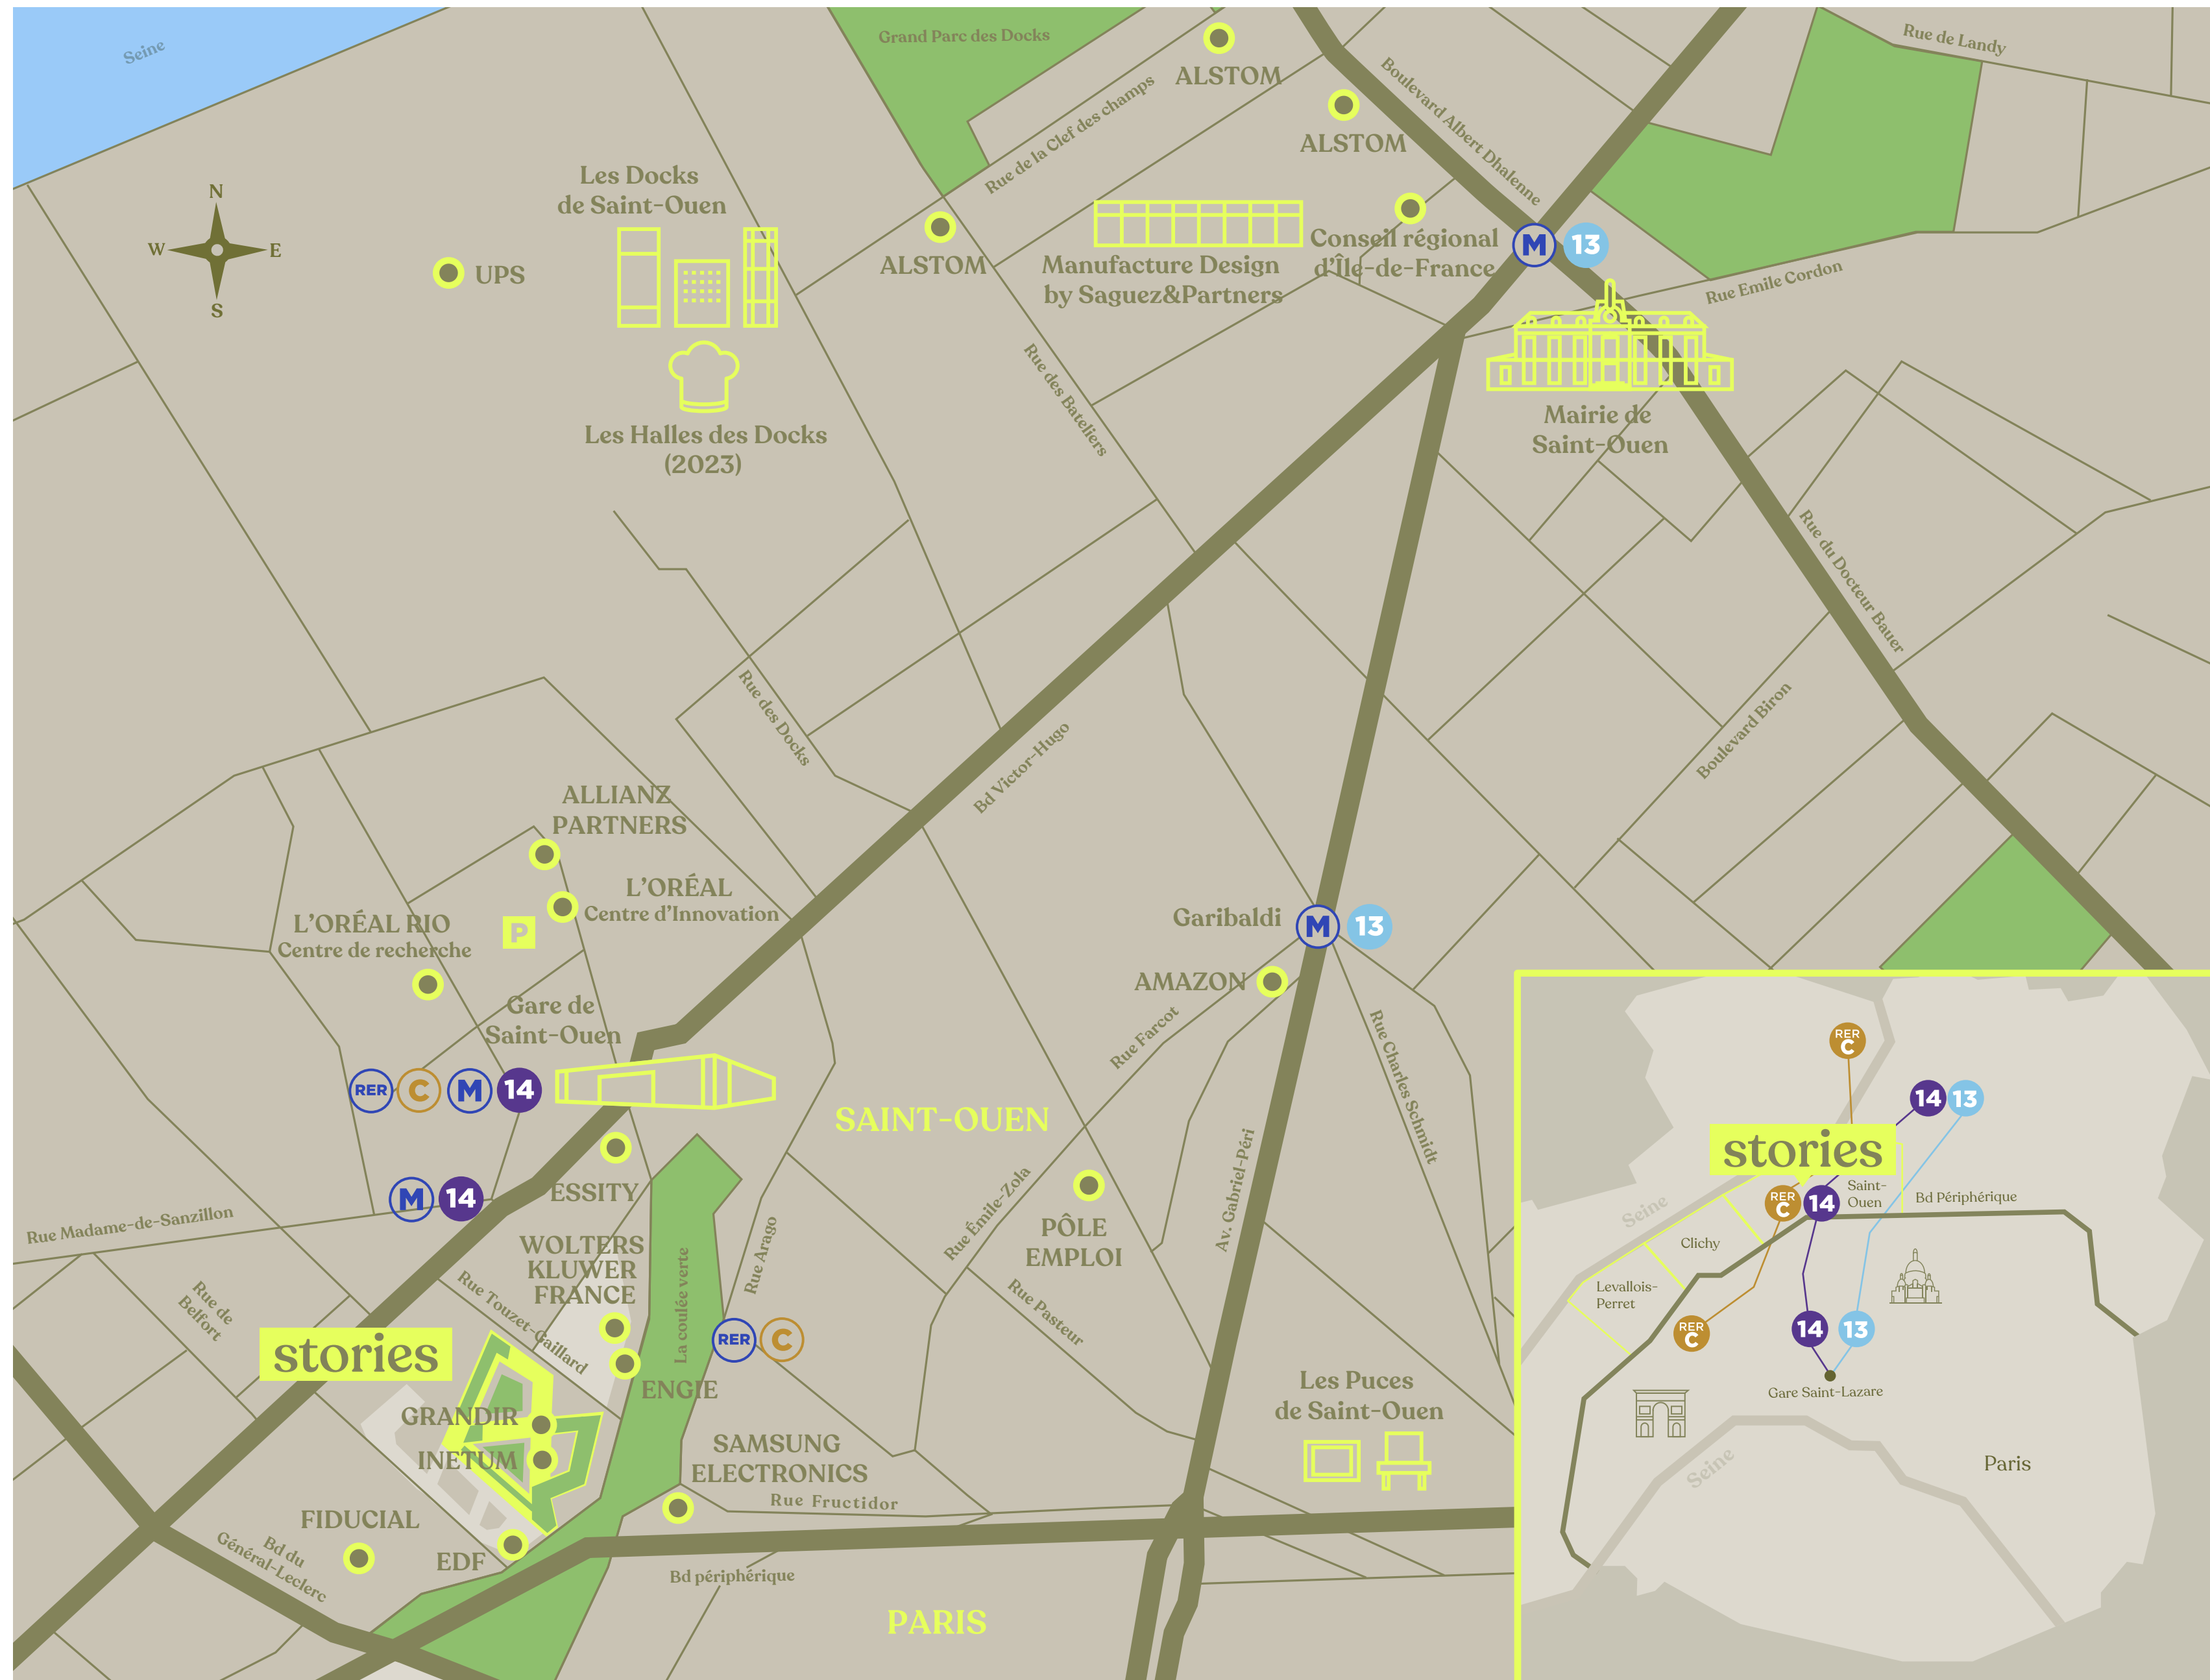 Seine
Grand Parc des Docks
Rue de Landy
ALSTOM
Boulevard Albert Dhalenne
Rue de la Clef des champs
ALSTOM
Les Docks
de Saint-Ouen
N
W
E
S
UPS
ALSTOM
Manufacture Design
by Saguez&Partners
Conseil régional
d’Île-de-France
M
13
Rue Emile Cordon
Mairie de
Saint-Ouen
Les Halles des Docks
(2023)
Rue des Bateliers
Rue du Docteur Bauer
Rue des Docks
Bd Victor-Hugo
Boulevard Biron
ALLIANZ
PARTNERS
L’ORÉAL
Centre d’Innovation
P
L’ORÉAL RIO
Centre de recherche
Garibaldi
M
13
AMAZON
Rue Farcot
Rue Charles Schmidt
Gare de
Saint-Ouen
RER
C
M
14
SAINT-OUEN
ESSITY
M
14
Rue Madame-de-Sanzillon
Rue de
Belfort
WOLTERS
KLUWER
FRANCE
Rue Touzet-Gaillard
La coulée verte
Rue Arago
Rue Émile-Zola
PÔLE
EMPLOI
Av. Gabriel-Péri
Rue Pasteur
stories
RER
C
ENGIE
GRANDIR
INETUM
SAMSUNG
ELECTRONICS
Rue Fructidor
Les Puces
de Saint-Ouen
FIDUCIAL
EDF
Bd du
Général-Leclerc
Bd périphérique
PARIS
RER
C
14
13
stories
RER
C
14
Saint-
Ouen
Bd Périphérique
Seine
Clichy
Levallois-
Perret
RER
C
14
13
Gare Saint-Lazare
Seine
Paris